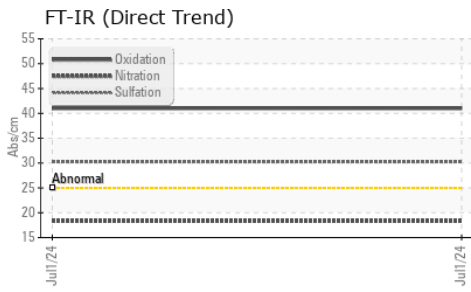 FT-IR (Direct Trend)
55
50
45
40
35
30
25
20
15
Abs/cm
Oxidation
Nitration
Sulfation
Abnormal
Jul1/24
Jul1/24